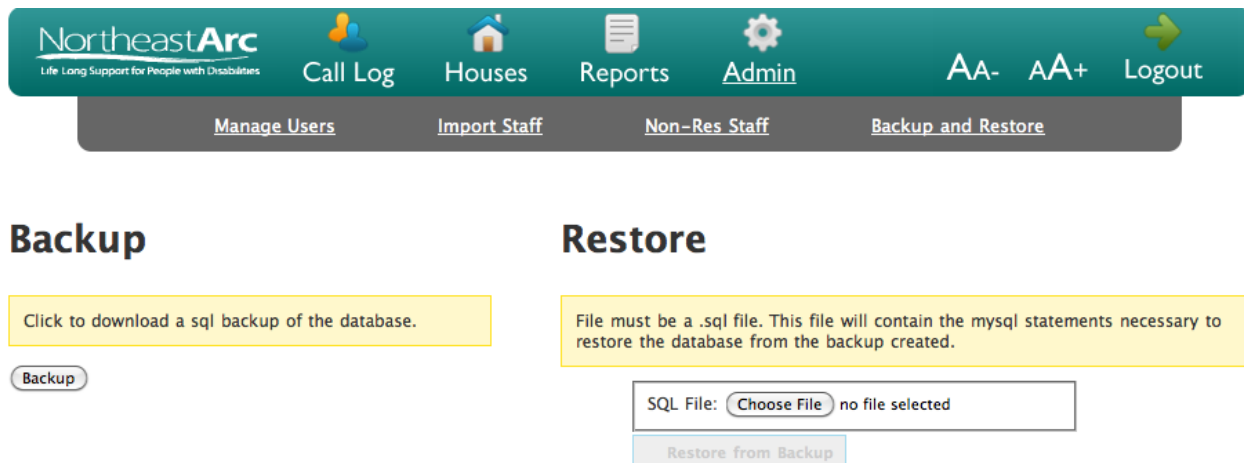 NortheastArc
Life Long Support for People with Disabilities
Call Log
Houses
Reports
Admin
AA-
AA+
Logout
Manage Users
Import Staff
Non-Res Staff
Backup and Restore
Backup
Click to download a sql backup of the database.
Backup
Restore
File must be a .sql file. This file will contain the mysql statements necessary to
restore the database from the backup created.
SQL File: Choose File no file selected
Restore from Backup